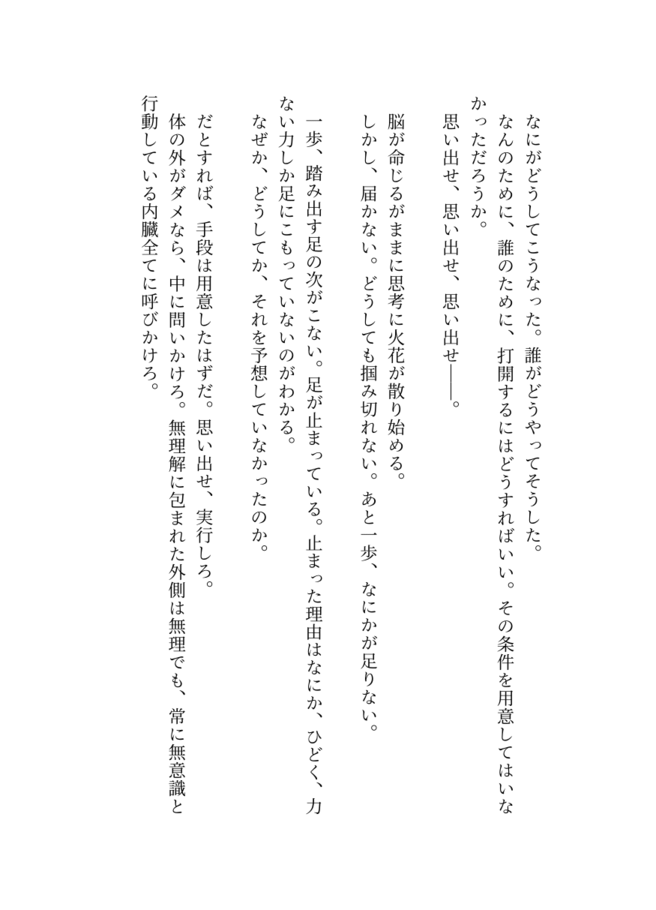 なにがどうしてこうなった。誰がどうやってそうした。
なんのために、誰のために、打開するにはどうすればいい。その条件を用意してはいな
かっただろうか。
思い出せ、思い出せ、思い出せ――。
脳が命じるがままに思考に火花が散り始める。
しかし、届かない。どうしても掴み切れない。あと一歩、なにかが足りない。
一歩、踏み出す足の次がこない。足が止まっている。止まった理由はなにか、ひどく、力
ない力しか足にこもっていないのがわかる。
なぜか、どうしてか、それを予想していなかったのか。
だとすれば、手段は用意したはずだ。思い出せ、実行しろ。
体の外がダメなら、中に問いかけろ。無理解に包まれた外側は無理でも、常に無意識と
行動している内臓全てに呼びかけろ。